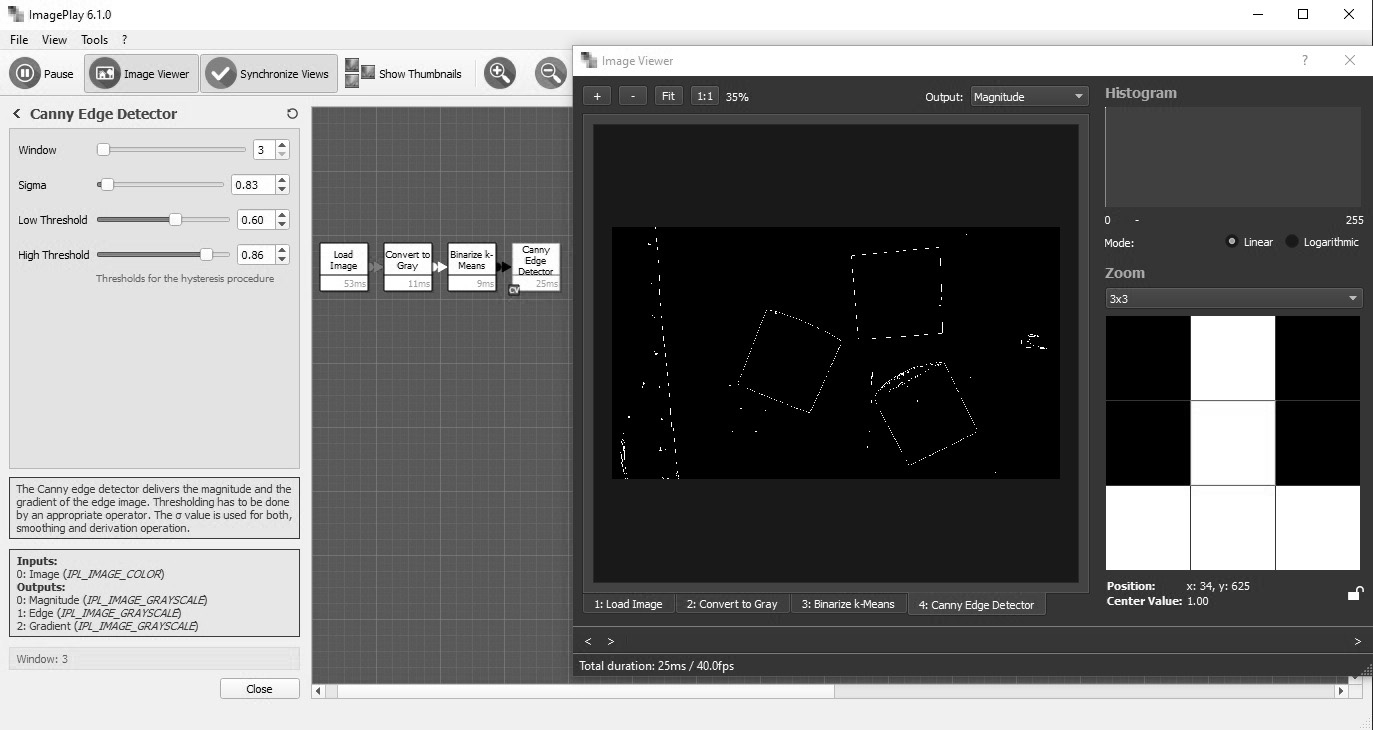 ImagePlay 6.1.0
File View Tools ?
Pause Image Viewer Synchronize Views Show Thumbnails
Canny Edge Detector
Window 3
Sigma 0.83
Low Threshold 0.60
High Threshold 0.86
Thresholds for the hysteresis procedure
The Canny edge detector delivers the magnitude and the
gradient of the edge image. Thresholding has to be done
by an appropriate operator. The σ value is used for both,
smoothing and derivation operation.
Inputs:
0: Image (IPL_IMAGE_COLOR)
Outputs:
0: Magnitude (IPL_IMAGE_GRAYSCALE)
1: Edge (IPL_IMAGE_GRAYSCALE)
2: Gradient (IPL_IMAGE_GRAYSCALE)
Window: 3
Close
Load
Image
53ms
Convert to
Gray
11ms
Binarize k-
Means
9ms
Canny
Edge
Detector
CV 25ms
Image Viewer ?
+ - Fit 1:1 35% Output: Magnitude
1: Load Image 2: Convert to Gray 3: Binarize k-Means 4: Canny Edge Detector
< > >
Total duration: 25ms / 40.0fps
Histogram
0 - 255
Mode: Linear Logarithmic
Zoom
3x3
Position: x: 34, y: 625
Center Value: 1.00